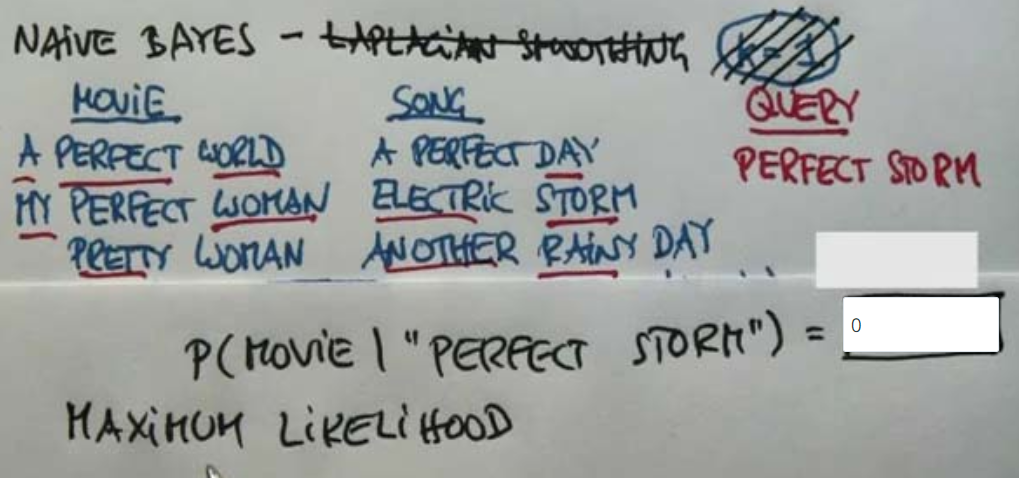 NAiVE BAYES - LAPLACiAN SMOOTHING k=1
MOViE SONG QUERY
A PERFECT WORLD A PERFECT DAY PERFECT STORM
MY PERFECT WOMAN ELECTRiC STORM
PRETTY WOMAN ANOTHER RAiNY DAY
P(MOViE | "PERFECT STORM") = 0
MAXiMUM LiKELiHOOD